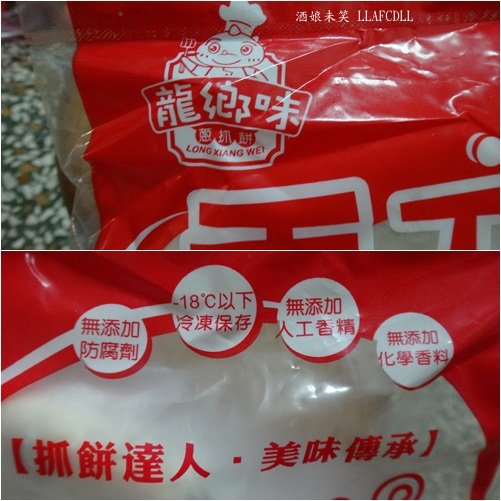 酒娘未笑 LLAFCDLL
龍鄉味
蔥抓餅
LONG XIANG WEI
無添加
防腐劑
-18℃以下
冷凍保存
無添加
人工香精
無添加
化學香料
【抓餅達人·美味傳承】